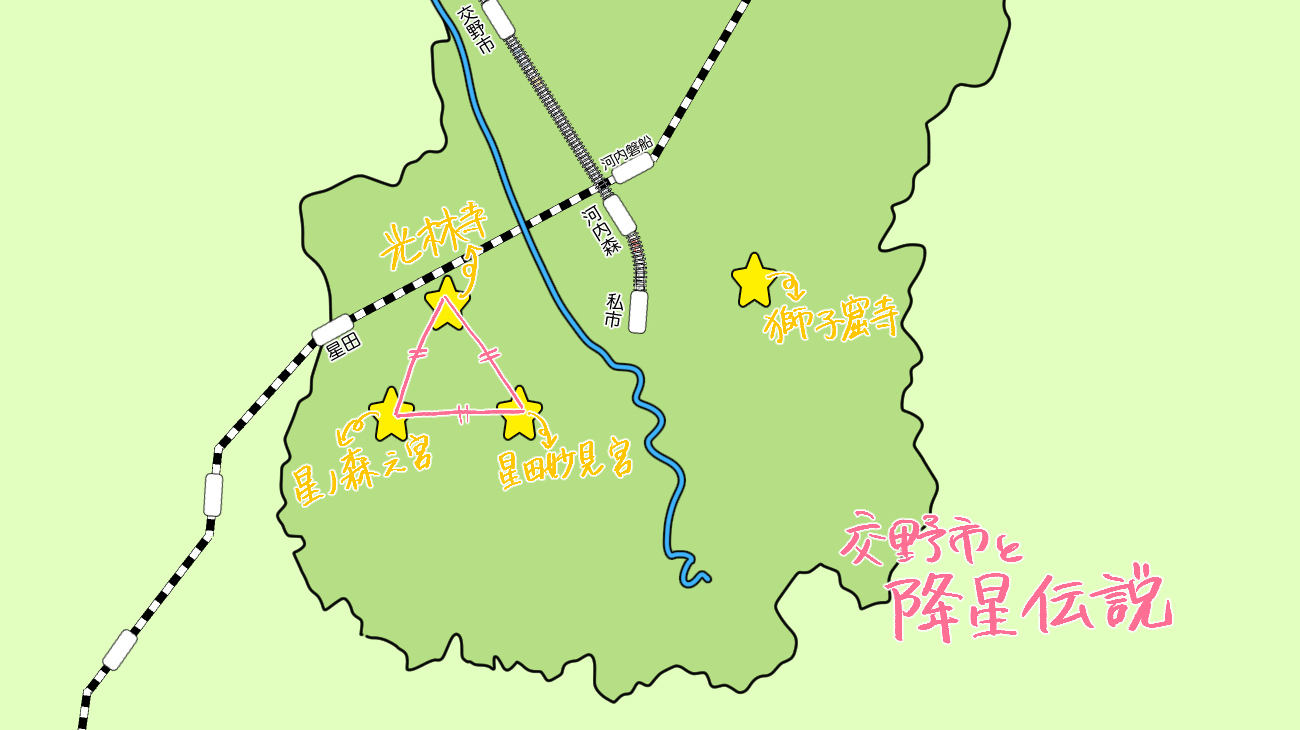 交野市
河内磐船
河内森
私市
星田
光林寺
獅子窟寺
星ノ森元宮
星田妙見宮
交野市と
降星伝説